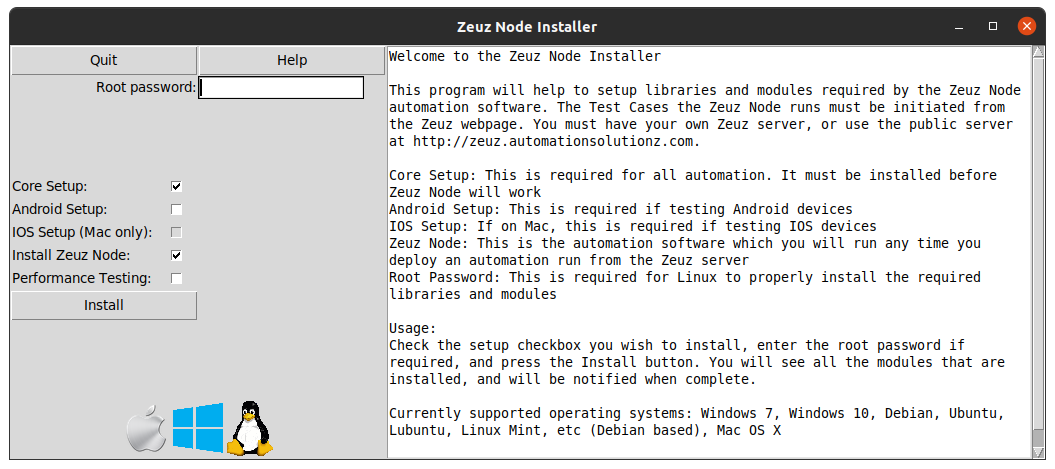 Zeuz Node Installer
Quit
Help
Root password:
Core Setup:
Android Setup:
IOS Setup (Mac only):
Install Zeuz Node:
Performance Testing:
Install
Welcome to the Zeuz Node Installer
This program will help to setup libraries and modules required by the Zeuz Node
automation software. The Test Cases the Zeuz Node runs must be initiated from
the Zeuz webpage. You must have your own Zeuz server, or use the public server
at http://zeuz.automationsolutionz.com.
Core Setup: This is required for all automation. It must be installed before
Zeuz Node will work
Android Setup: This is required if testing Android devices
IOS Setup: If on Mac, this is required if testing IOS devices
Zeuz Node: This is the automation software which you will run any time you
deploy an automation run from the Zeuz server
Root Password: This is required for Linux to properly install the required
libraries and modules
Usage:
Check the setup checkbox you wish to install, enter the root password if
required, and press the Install button. You will see all the modules that are
installed, and will be notified when complete.
Currently supported operating systems: Windows 7, Windows 10, Debian, Ubuntu,
Lubuntu, Linux Mint, etc (Debian based), Mac OS X